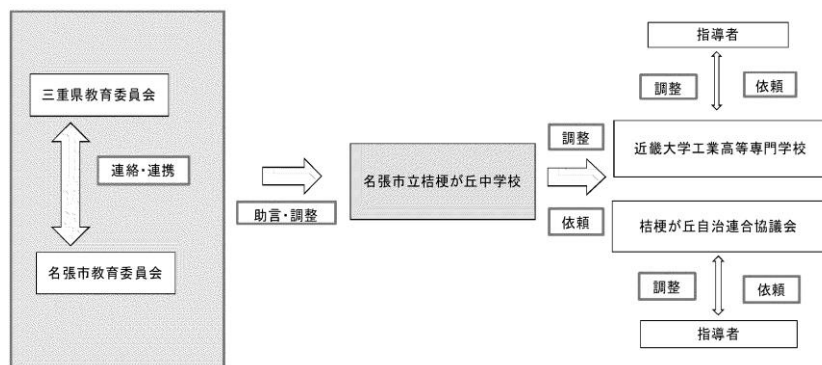 三重県教育委員会
連絡・連携
名張市教育委員会
助言・調整
名張市立桔梗が丘中学校
調整
依頼
指導者
調整
依頼
近畿大学工業高等専門学校
桔梗が丘自治連合協議会
調整
依頼
指導者